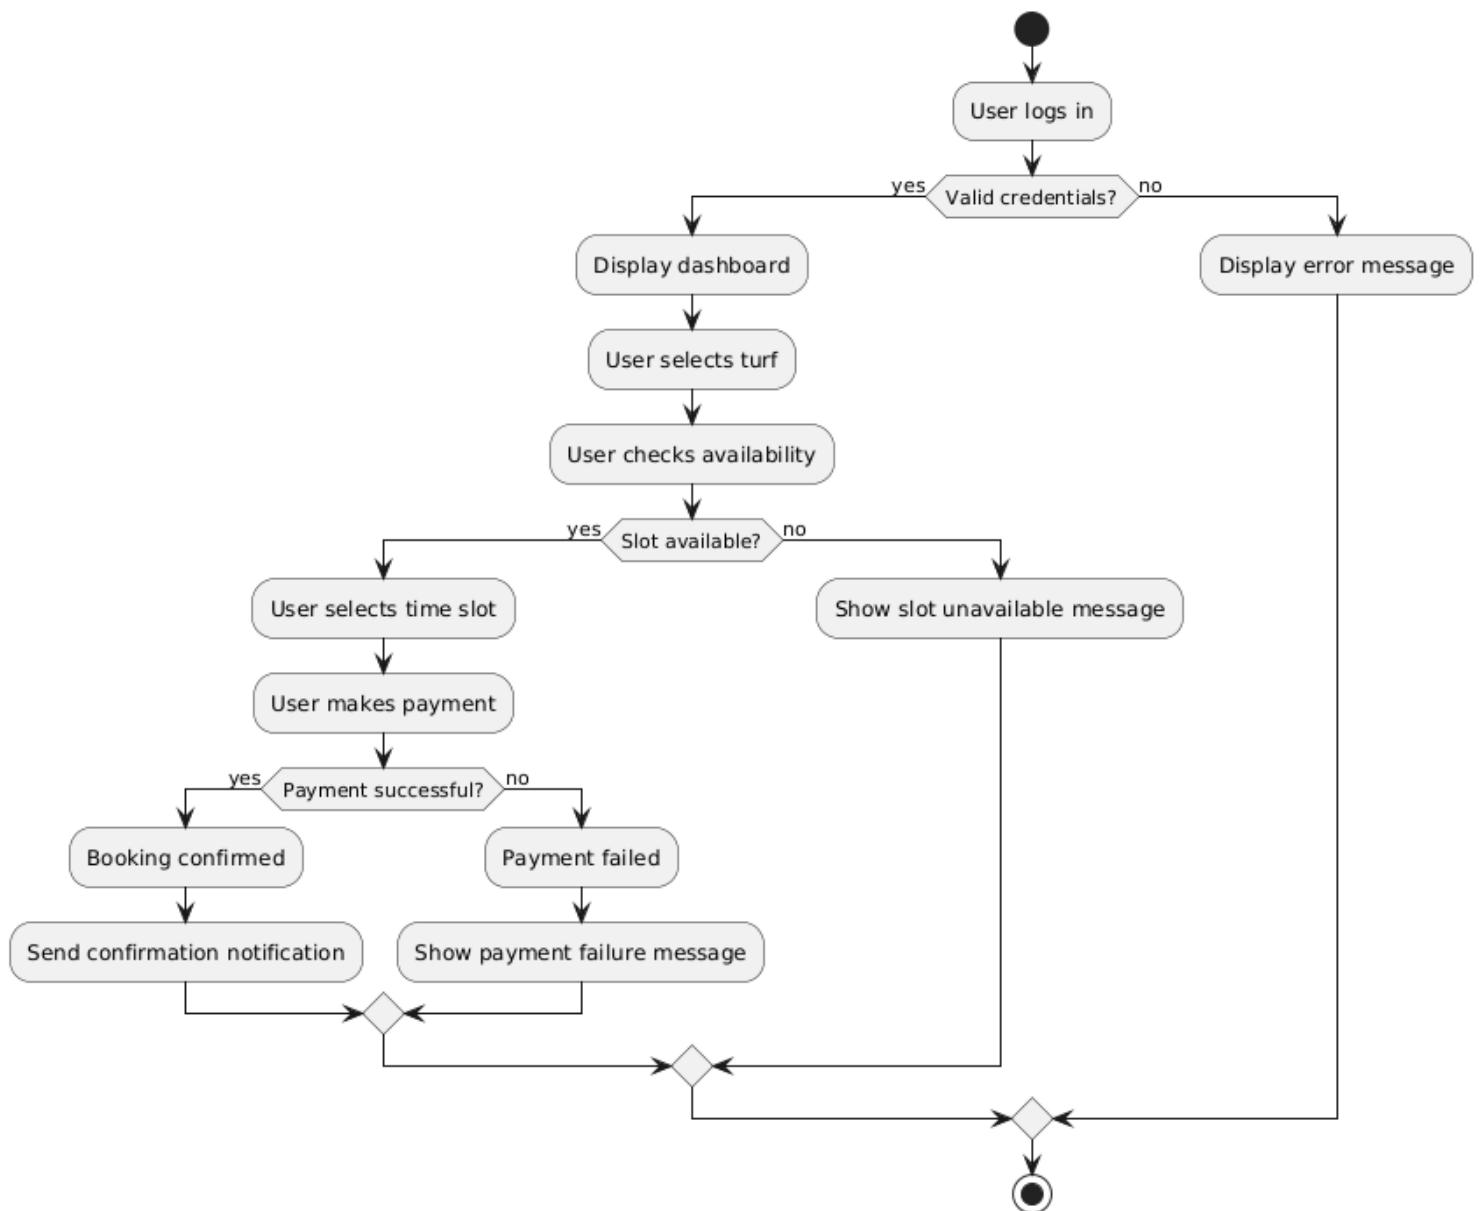 User logs in
yes
Valid credentials?
no
Display dashboard
Display error message
User selects turf
User checks availability
yes
Slot available?
no
User selects time slot
Show slot unavailable message
User makes payment
yes
Payment successful?
no
Booking confirmed
Payment failed
Send confirmation notification
Show payment failure message